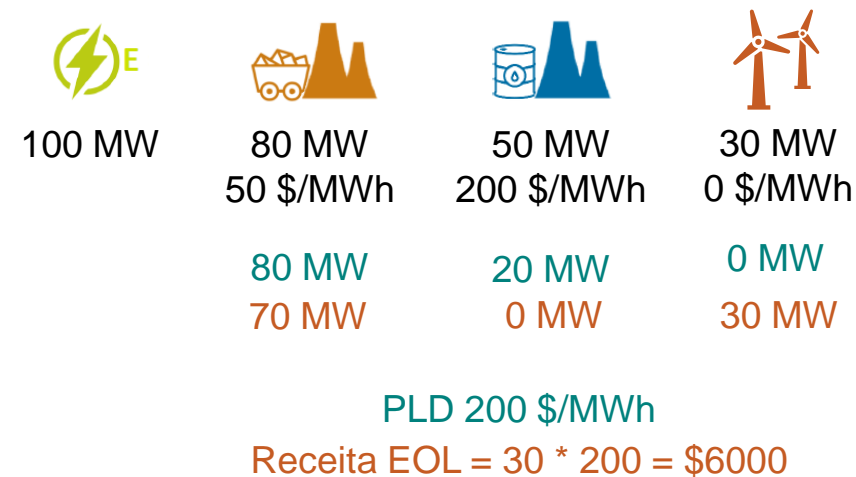 E
100 MW 80 MW 50 MW 30 MW
50 $/MWh 200 $/MWh 0 $/MWh
80 MW 20 MW 0 MW
70 MW 0 MW 30 MW
PLD 200 $/MWh
Receita EOL = 30 * 200 = $6000